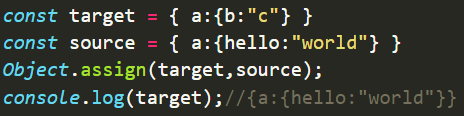 const target = { a:{b:"c"} }
const source = { a:{hello:"world"} }
Object.assign(target,source);
console.log(target);//{a:{hello:"world"}}